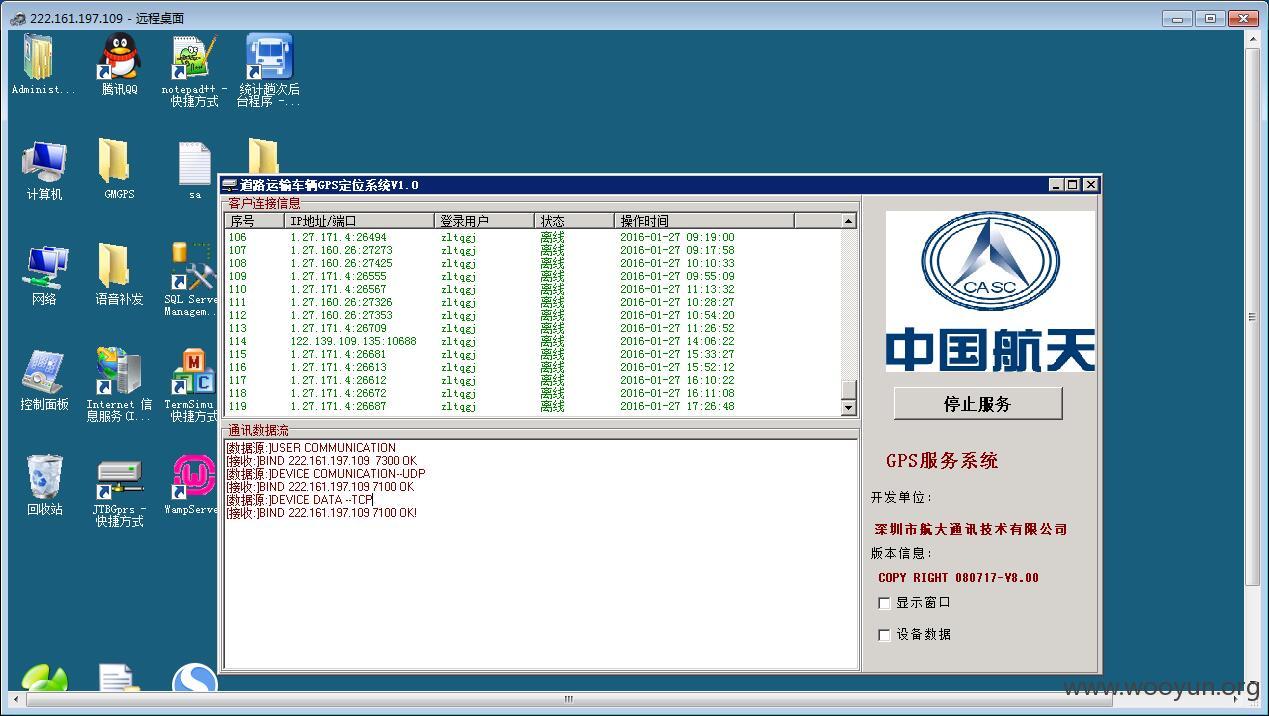 222.161.197.109 - 远程桌面
Administ...
腾讯QQ
notepad++ -
快捷方式
统计趟次后
台程序 -...
计算机
GMGPS
sa
网络
语音补发
SQL Serve
Managem..
控制面板
Internet 信
息服务(I...
TermSimu
快捷方式
回收站
JTBGprs -
快捷方式
WampServe
道路运输车辆GPS定位系统V1.0
客户连接信息
序号 IP地址/端口 登录用户 状态 操作时间
106 1.27.171.4:26494 zltqgj 离线 2016-01-27 09:19:00
107 1.27.160.26:27273 zltqgj 离线 2016-01-27 09:17:58
108 1.27.160.26:27425 zltqgj 离线 2016-01-27 10:10:33
109 1.27.171.4:26555 zltqgj 离线 2016-01-27 09:55:03
110 1.27.171.4:26567 zltqgj 离线 2016-01-27 11:13:32
111 1.27.160.26:27326 zltqgj 离线 2016-01-27 10:28:27
112 1.27.160.26:27353 zltqgj 离线 2016-01-27 10:54:20
113 1.27.171.4:26709 zltqgj 离线 2016-01-27 11:26:52
114 122.139.109.135:10688 zltqgj 离线 2016-01-27 14:06:22
115 1.27.171.4:26681 zltqgj 离线 2016-01-27 15:33:27
116 1.27.171.4:26686 zltqgj 离线 2016-01-27 15:52:12
117 1.27.171.4:26612 zltqgj 离线 2016-01-27 16:10:22
118 1.27.171.4:26672 zltqgj 离线 2016-01-27 16:11:08
119 1.27.171.4:26687 zltqgj 离线 2016-01-27 17:26:48
通讯数据流
[数据源:]USER COMMUNICATION
[接收:]BIND 222.161.197.109 7300 OK
[数据源:]DEVICE COMUNICATION--UDP
[接收:]BIND 222.161.197.109 7100 OK
[数据源:]DEVICE DATA --TCP
[接收:]BIND 222.161.197.109 7100 OK!
CASC
中国航天
停止服务
GPS服务系统
开发单位:
深圳市航大通讯技术有限公司
版本信息:
COPY RIGHT 080717-V8.00
显示窗口
设备数据
www.wooyun.org